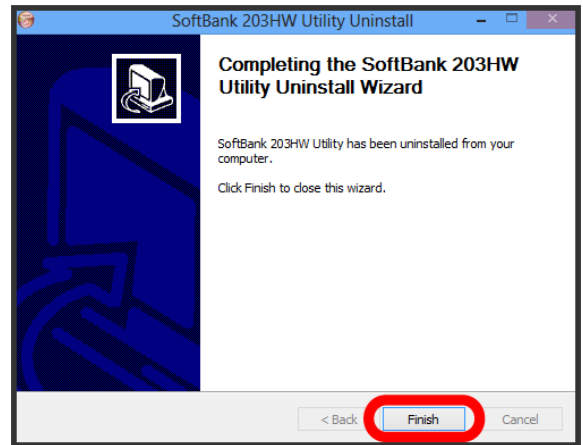 SoftBank 203HW Utility Uninstall
Completing the SoftBank 203HW
Utility Uninstall Wizard
SoftBank 203HW Utility has been uninstalled from your
computer.
Click Finish to close this wizard.
< Back Finish Cancel